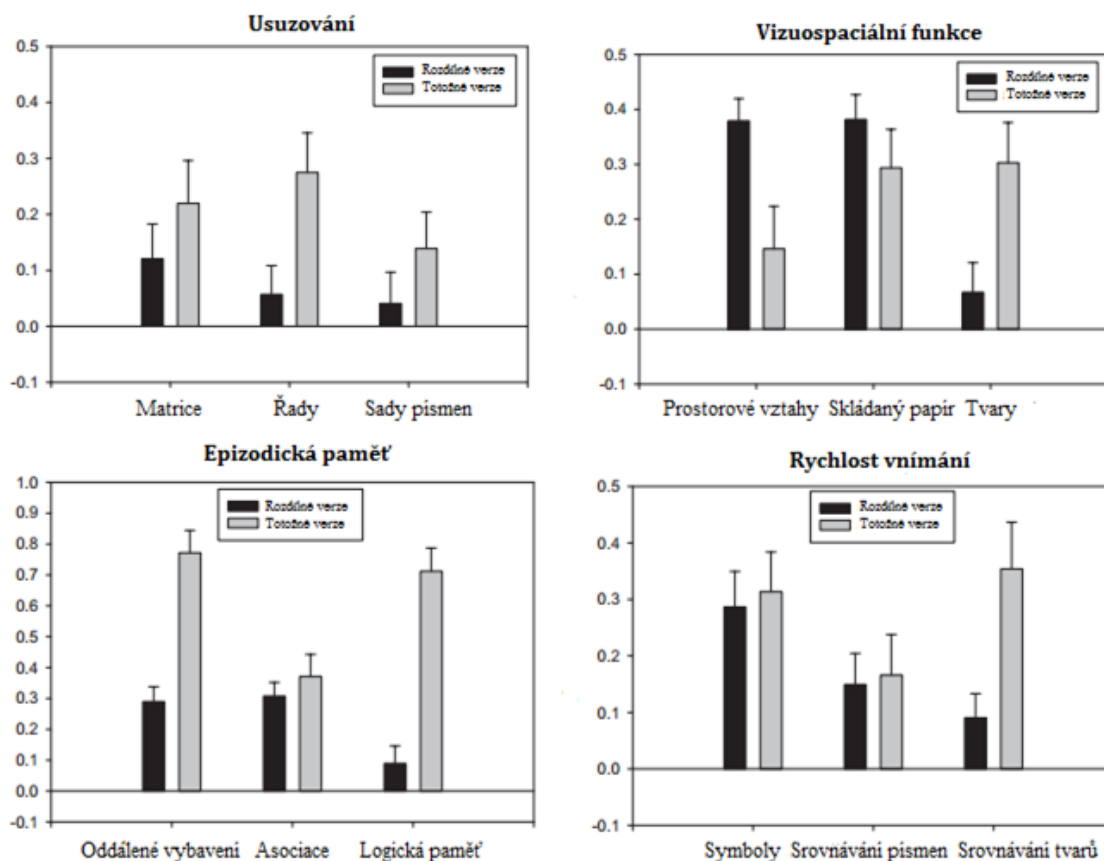 Usuzování
0.5
0.4
0.3
0.2
0.1
0.0
-0.1
Rozdílné verze
Totožné verze
Matrice Řady Sady písmen
Vizuospaciální funkce
0.5
0.4
0.3
0.2
0.1
0.0
-0.1
Rozdílné verze
Totožné verze
Prostorové vztahy Skládaný papír Tvary
Epizodická paměť
1.0
0.9
0.8
0.7
0.6
0.5
0.4
0.3
0.2
0.1
0.0
-0.1
Rozdílné verze
Totožné verze
Oddálené vybavení Asociace Logická paměť
Rychlost vnímání
0.5
0.4
0.3
0.2
0.1
0.0
-0.1
Rozdílné verze
Totožné verze
Symboly Srovnávání písmen Srovnávání tvarů